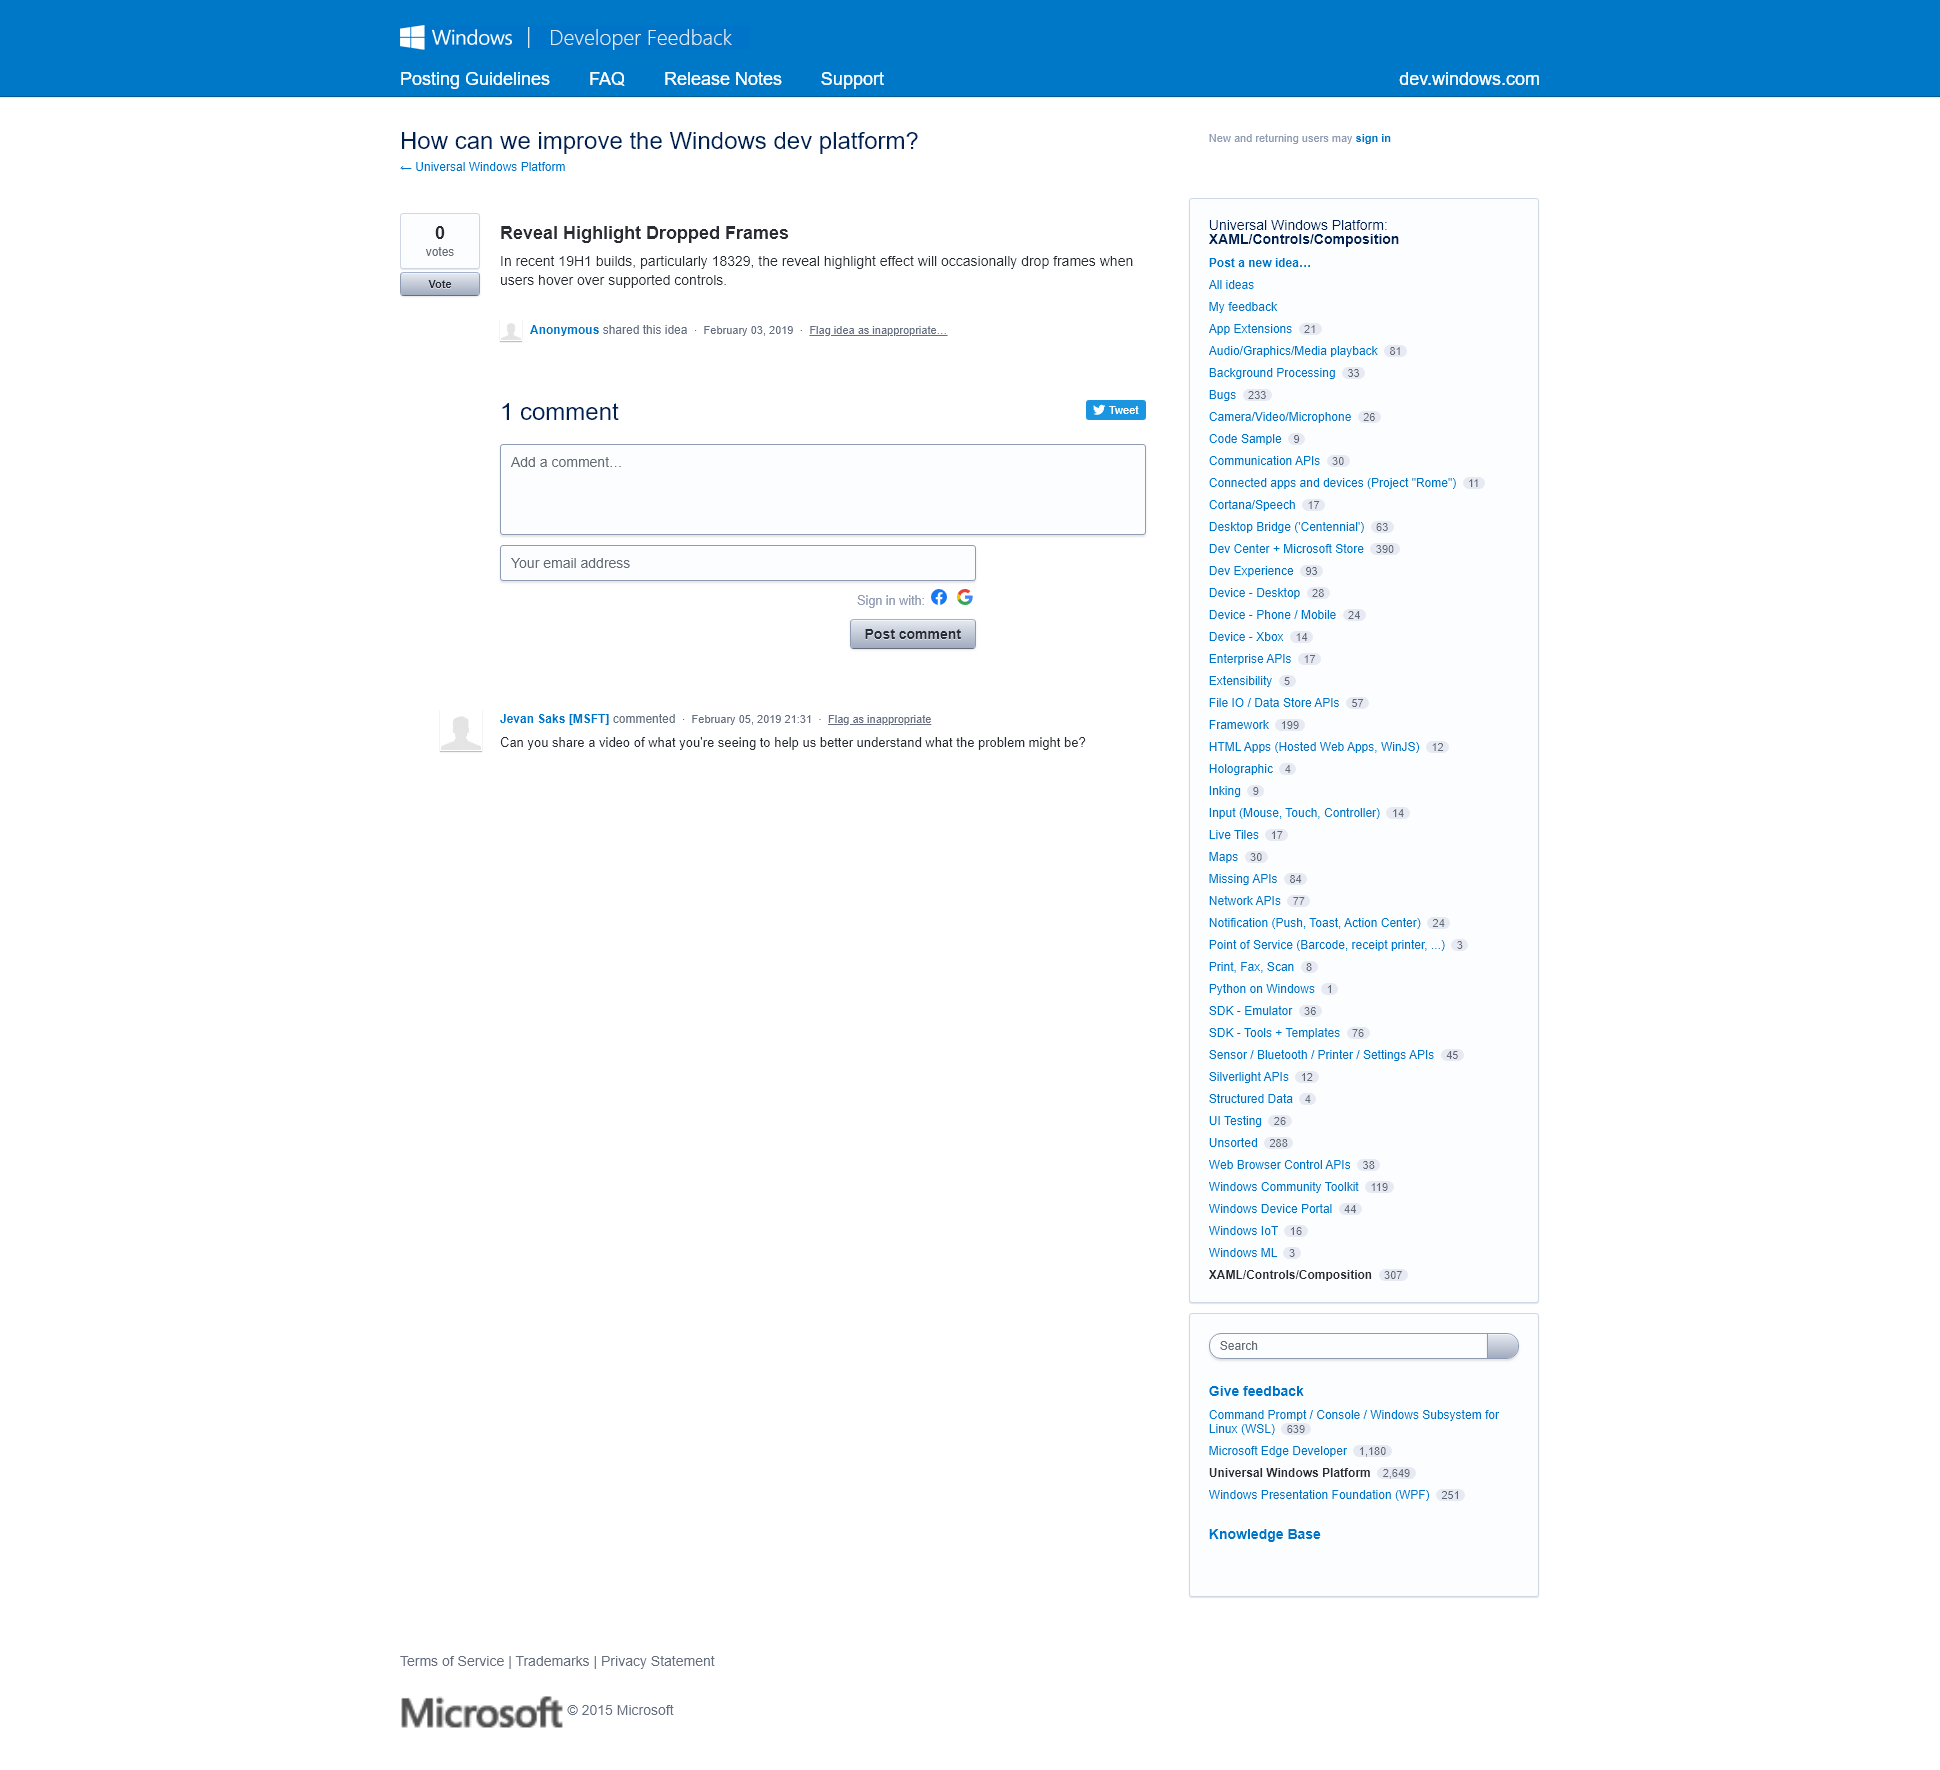 Windows | Developer Feedback
Posting Guidelines FAQ Release Notes Support dev.windows.com
How can we improve the Windows dev platform?
← Universal Windows Platform
New and returning users may sign in
0
votes
Vote
Reveal Highlight Dropped Frames
In recent 19H1 builds, particularly 18329, the reveal highlight effect will occasionally drop frames when
users hover over supported controls.
Anonymous shared this idea · February 03, 2019 · Flag idea as inappropriate…
1 comment
Tweet
Add a comment…
Your email address
Sign in with:
Post comment
Jevan Saks [MSFT] commented · February 05, 2019 21:31 · Flag as inappropriate
Can you share a video of what you're seeing to help us better understand what the problem might be?
Universal Windows Platform:
XAML/Controls/Composition
Post a new idea…
All ideas
My feedback
App Extensions 21
Audio/Graphics/Media playback 81
Background Processing 33
Bugs 233
Camera/Video/Microphone 26
Code Sample 9
Communication APIs 30
Connected apps and devices (Project "Rome") 11
Cortana/Speech 17
Desktop Bridge ('Centennial') 63
Dev Center + Microsoft Store 390
Dev Experience 93
Device - Desktop 28
Device - Phone / Mobile 24
Device - Xbox 14
Enterprise APIs 17
Extensibility 5
File IO / Data Store APIs 57
Framework 199
HTML Apps (Hosted Web Apps, WinJS) 12
Holographic 4
Inking 9
Input (Mouse, Touch, Controller) 14
Live Tiles 17
Maps 30
Missing APIs 84
Network APIs 77
Notification (Push, Toast, Action Center) 24
Point of Service (Barcode, receipt printer, ...) 3
Print, Fax, Scan 8
Python on Windows 1
SDK - Emulator 36
SDK - Tools + Templates 76
Sensor / Bluetooth / Printer / Settings APIs 45
Silverlight APIs 12
Structured Data 4
UI Testing 26
Unsorted 288
Web Browser Control APIs 38
Windows Community Toolkit 119
Windows Device Portal 44
Windows IoT 16
Windows ML 3
XAML/Controls/Composition 307
Search
Give feedback
Command Prompt / Console / Windows Subsystem for
Linux (WSL) 639
Microsoft Edge Developer 1,180
Universal Windows Platform 2,649
Windows Presentation Foundation (WPF) 251
Knowledge Base
Terms of Service | Trademarks | Privacy Statement
Microsoft © 2015 Microsoft